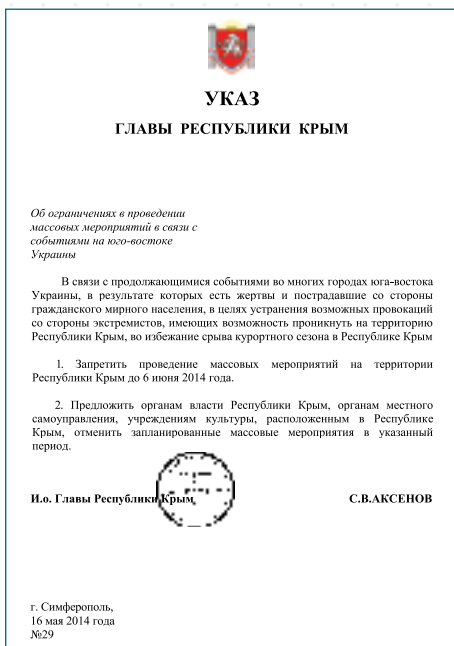 УКАЗ
ГЛАВЫ РЕСПУБЛИКИ КРЫМ
Об ограничениях в проведении
массовых мероприятий в связи с
событиями на юго-востоке
Украины
В связи с продолжающимися событиями во многих городах юга-востока
Украины, в результате которых есть жертвы и пострадавшие со стороны
гражданского мирного населения, в целях устранения возможных провокаций
со стороны экстремистов, имеющих возможность проникнуть на территорию
Республики Крым, во избежание срыва курортного сезона в Республике Крым
1. Запретить проведение массовых мероприятий на территории
Республики Крым до 6 июня 2014 года.
2. Предложить органам власти Республики Крым, органам местного
самоуправления, учреждениям культуры, расположенным в Республике
Крым, отменить запланированные массовые мероприятия в указанный
период.
И.о. Главы Республики Крым С.В.АКСЕНОВ
г. Симферополь,
16 мая 2014 года
№29